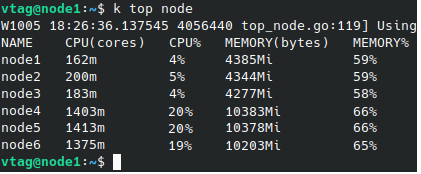 vtag@node1:~$ k top node
W1005 18:26:36.137545 4056440 top_node.go:119] Using
NAME CPU(cores) CPU% MEMORY(bytes) MEMORY%
node1 162m 4% 4385Mi 59%
node2 200m 5% 4344Mi 59%
node3 183m 4% 4277Mi 58%
node4 1403m 20% 10383Mi 66%
node5 1413m 20% 10378Mi 66%
node6 1375m 19% 10203Mi 65%
vtag@node1:~$